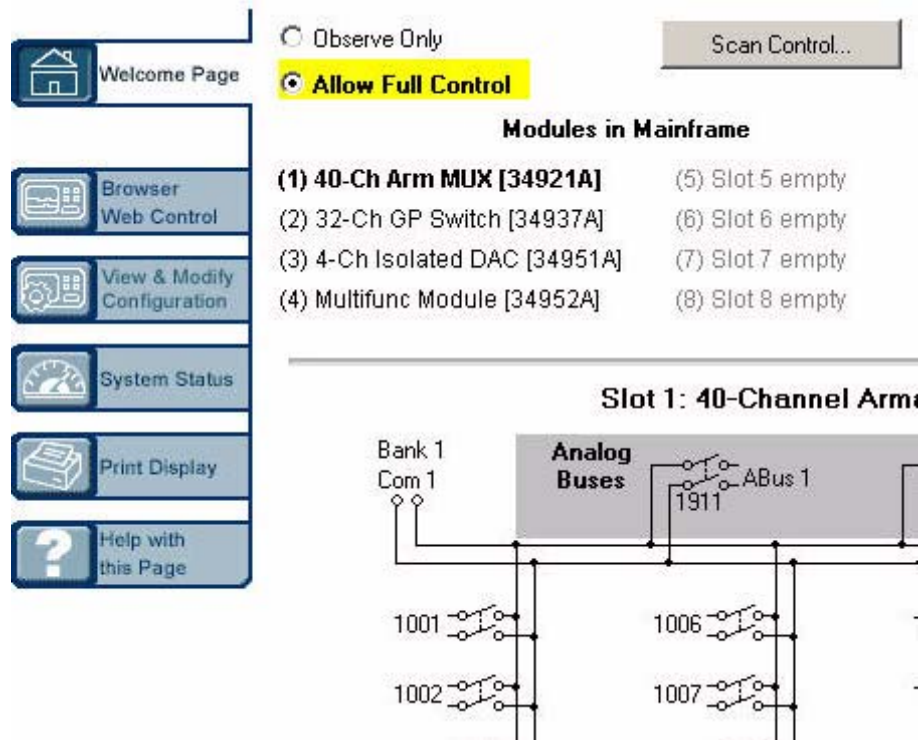 Welcome Page
Browser
Web Control
View & Modify
Configuration
System Status
Print Display
Help with
this Page
Observe Only
Scan Control...
Allow Full Control
Modules in Mainframe
(1) 40-Ch Arm MUX [34921A]
(5) Slot 5 empty
(2) 32-Ch GP Switch [34937A]
(6) Slot 6 empty
(3) 4-Ch Isolated DAC [34951A]
(7) Slot 7 empty
(4) Multifunc Module [34952A]
(8) Slot 8 empty
Slot 1: 40-Channel Arma
Bank 1
Com 1
Analog
Buses
ABus 1
1911
1001
1006
1002
1007